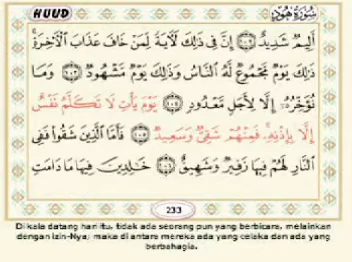 HUUD
سورة هود
أَلِيمٌ شَدِيدٌ ۝١٠٢ إِنَّ فِي ذَٰلِكَ لَآيَةً لِّمَنْ خَافَ عَذَابَ الْآخِرَةِ ۚ
ذَٰلِكَ يَوْمٌ مَّجْمُوعٌ لَّهُ النَّاسُ وَذَٰلِكَ يَوْمٌ مَّشْهُودٌ ۝١٠٣ وَمَا
نُؤَخِّرُهُ إِلَّا لِأَجَلٍ مَّعْدُودٍ ۝١٠٤ يَوْمَ يَأْتِ لَا تَكَلَّمُ نَفْسٌ
إِلَّا بِإِذْنِهِ ۚ فَمِنْهُمْ شَقِيٌّ وَسَعِيدٌ ۝١٠٥ فَأَمَّا الَّذِينَ شَقُوا فَفِي
النَّارِ لَهُمْ فِيهَا زَفِيرٌ وَشَهِيقٌ ۝١٠٦ خَالِدِينَ فِيهَا مَا دَامَتِ
233
Di kala datang hari itu, tidak ada seorang pun yang berbicara, melainkan
dengan izin-Nya; maka di antara mereka ada yang celaka dan ada yang
berbahagia.